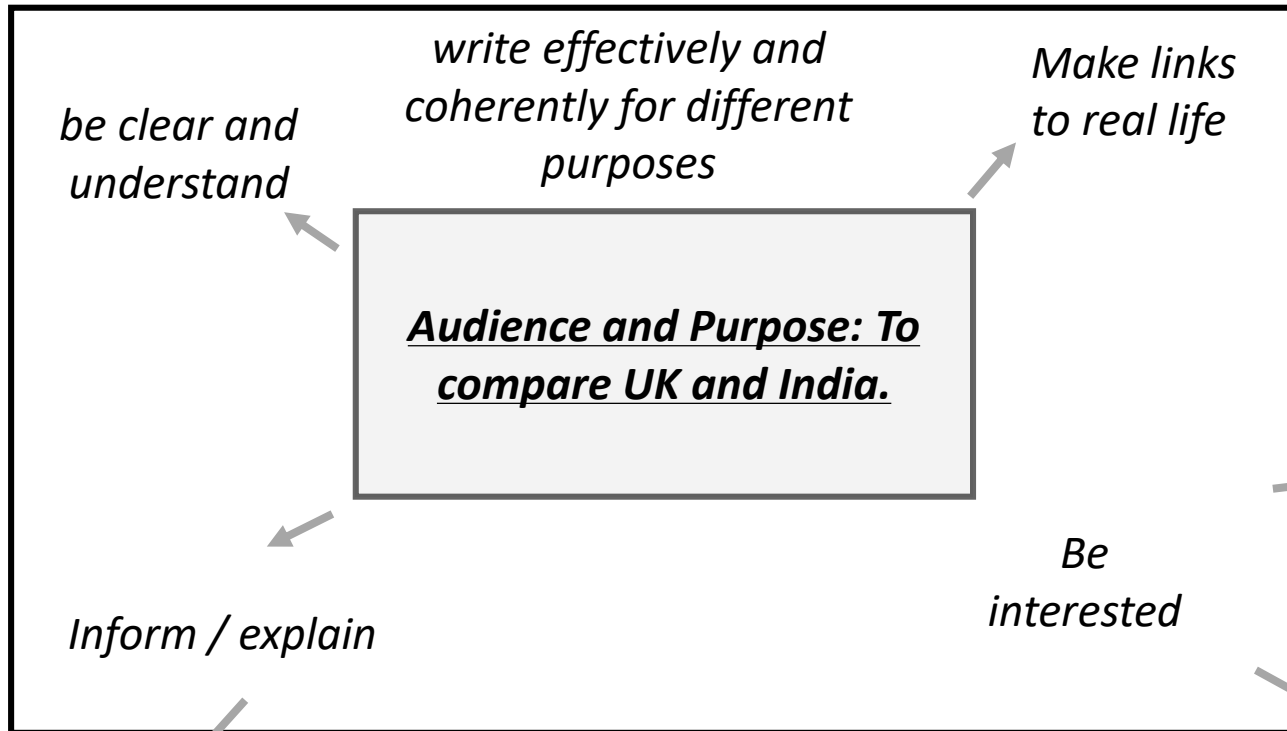 write effectively and
coherently for different
purposes
Make links
to real life
be clear and
understand
Audience and Purpose: To
compare UK and India.
Be
interested
Inform / explain